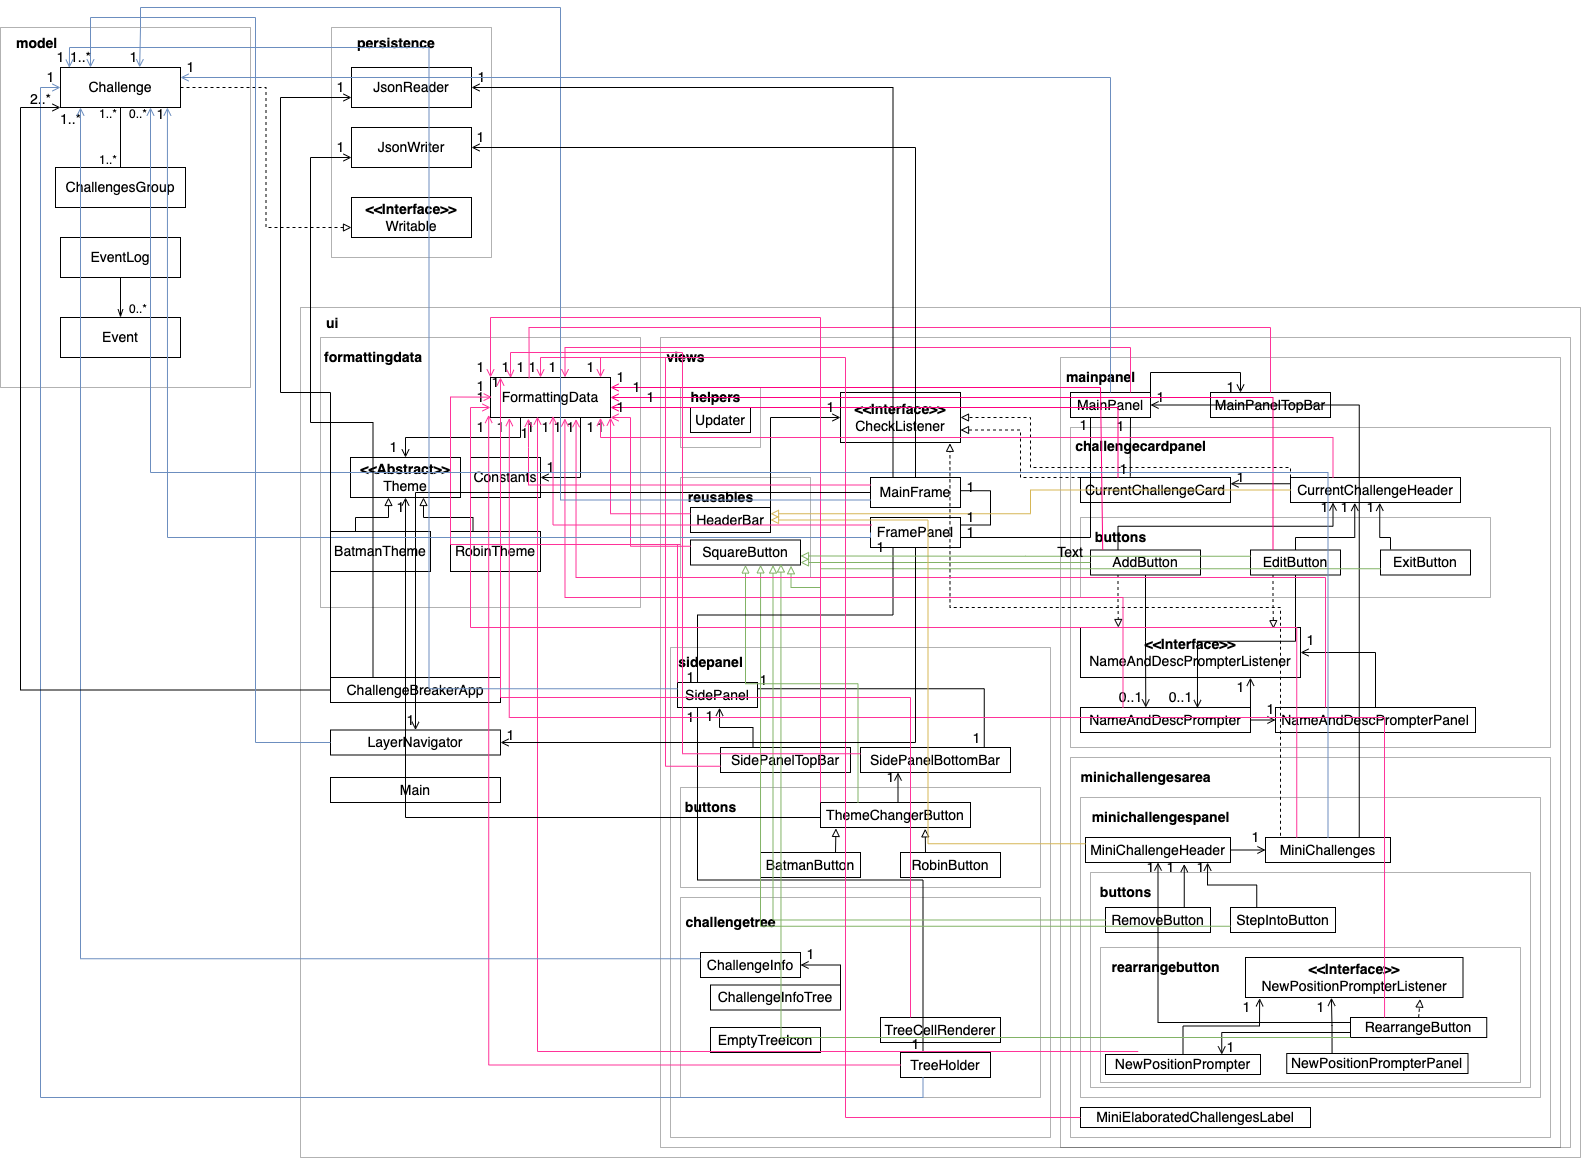 model
persistence
1
1..*
1
1
1
Challenge
2..*
1..*
1..*
0..*
1
1
JsonReader
1
JsonWriter
1
1
<<Interface>>
Writable
1..*
ChallengesGroup
EventLog
0..*
Event
ui
formattingdata
views
mainpanel
1
1
1
1
1
1
1
1
1
1
1
1
1
FormattingData
helpers
Updater
1
<<Interface>>
CheckListener
MainPanel
1
1
MainPanelTopBar
1
1
1
1
1
1
1
1
1
1
challengecardpanel
1
<<Abstract>>
Theme
1
Constants
1
1
CurrentChallengeCard
1
CurrentChallengeHeader
reusables
HeaderBar
MainFrame
1
FramePanel
1
1
1
1
1
1
1
buttons
BatmanTheme
RobinTheme
SquareButton
Text
AddButton
EditButton
ExitButton
<<Interface>>
NameAndDescPrompterListener
1
sidepanel
1
SidePanel
1
1
1
ChallengeBreakerApp
1
0..1
0..1
1
NameAndDescPrompter
1
NameAndDescPrompterPanel
LayerNavigator
1
1
SidePanelTopBar
SidePanelBottomBar
1
Main
minichallengesarea
buttons
ThemeChangerButton
minichallengespanel
BatmanButton
RobinButton
MiniChallengeHeader
1
MiniChallenges
1
1
1
buttons
RemoveButton
StepIntoButton
challengetree
ChallengeInfo
1
rearrangebutton
<<Interface>>
NewPositionPrompterListener
ChallengeInfoTree
1
1
EmptyTreeIcon
TreeCellRenderer
1
TreeHolder
RearrangeButton
1
NewPositionPrompter
NewPositionPrompterPanel
MiniElaboratedChallengesLabel